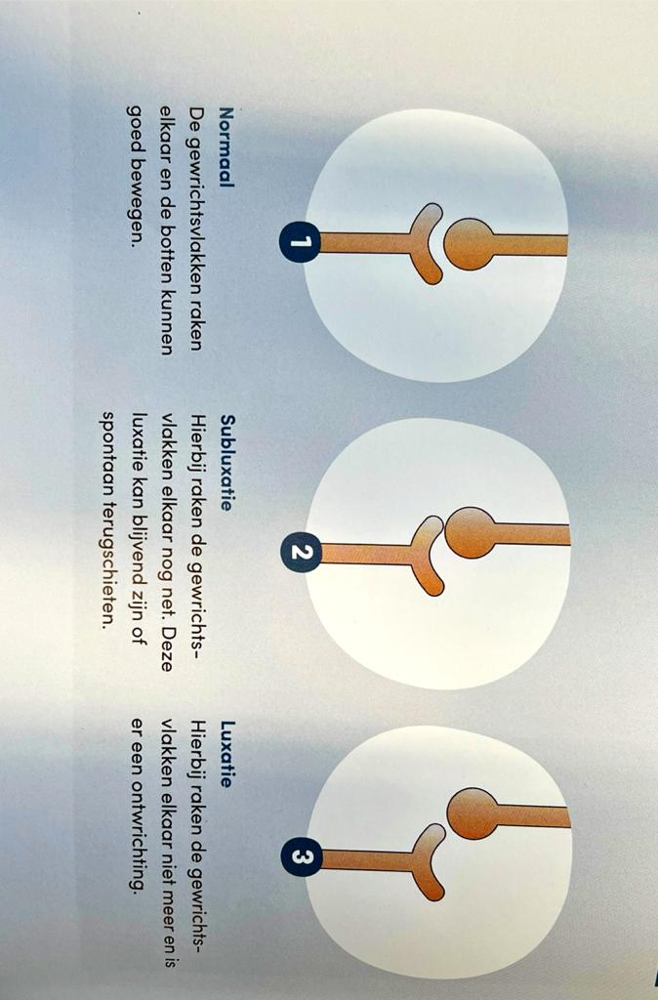 1
Normaal
De gewrichtsvlakken raken
elkaar en de botten kunnen
goed bewegen.
2
Subluxatie
Hierbij raken de gewrichts-
vlakken elkaar nog net. Deze
luxatie kan blijvend zijn of
spontaan terugschieten.
3
Luxatie
Hierbij raken de gewrichts-
vlakken elkaar niet meer en is
er een ontwrichting.